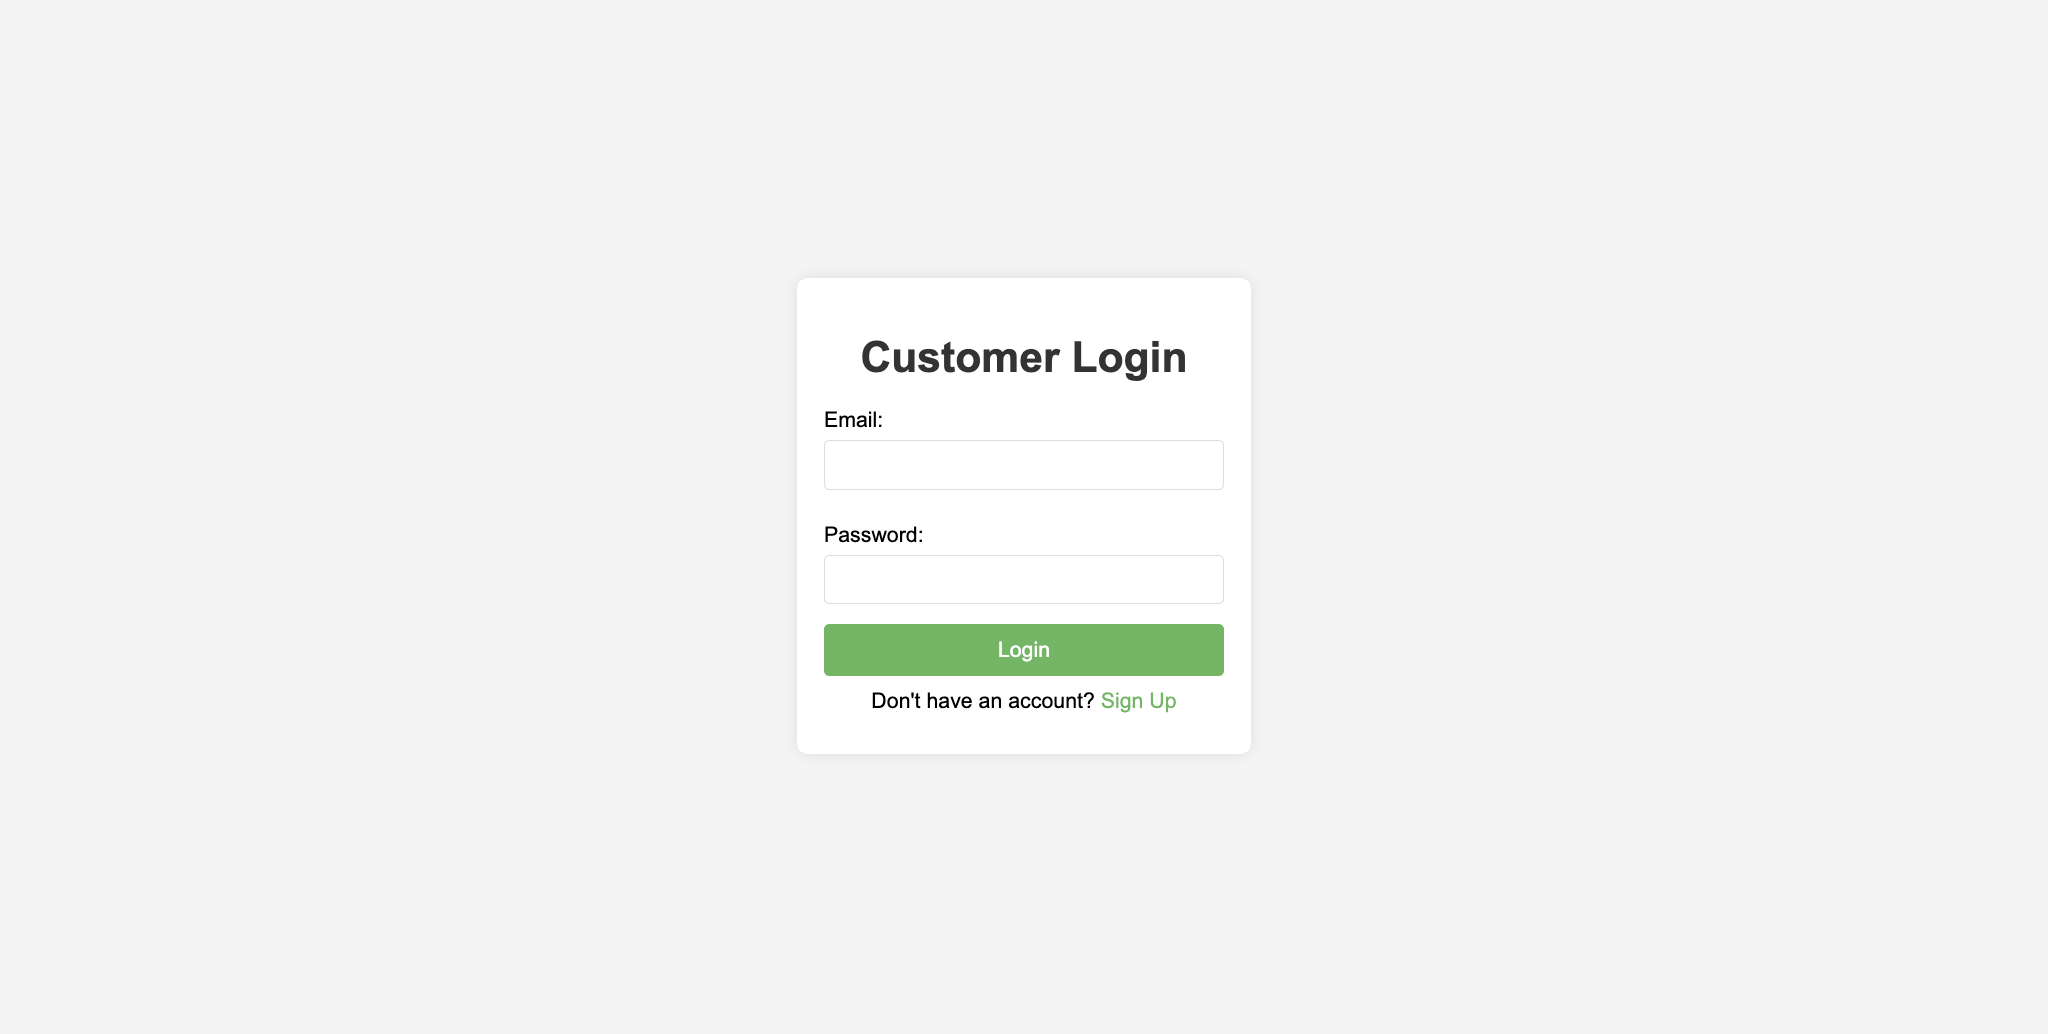 Customer Login
Email:
Password:
Login
Don't have an account? Sign Up